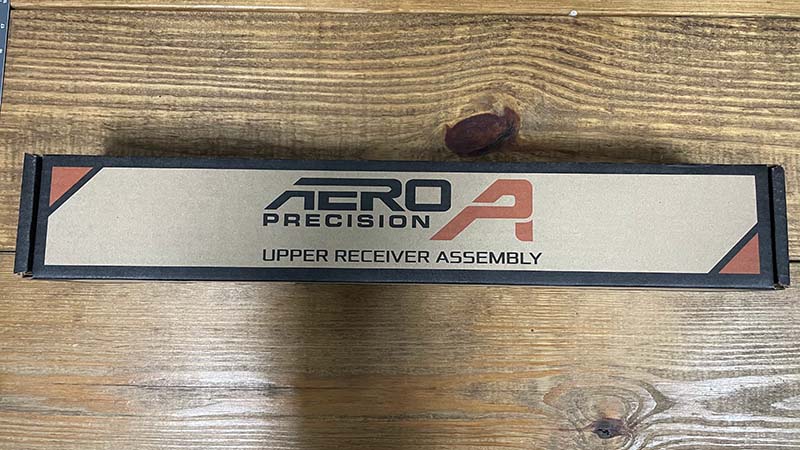 AERO
PRECISION
UPPER RECEIVER ASSEMBLY